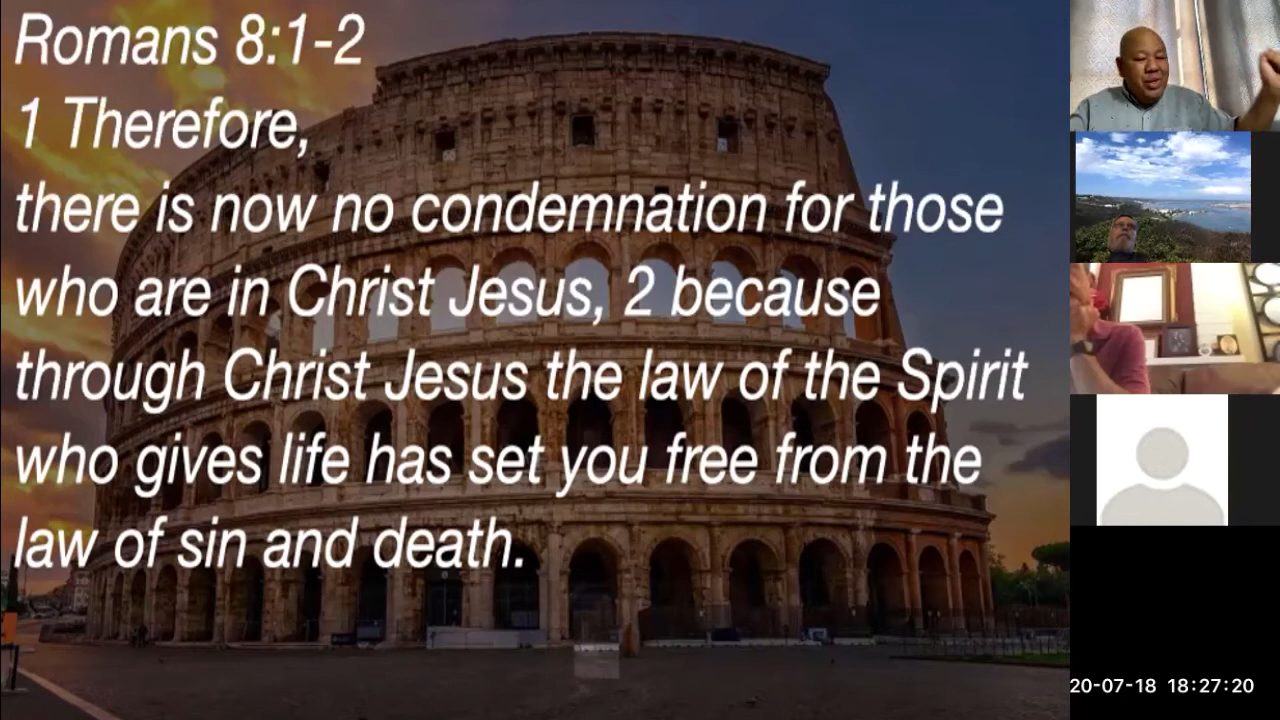 Romans 8:1-2
1 Therefore,
there is now no condemnation for those
who are in Christ Jesus, 2 because
through Christ Jesus the law of the Spirit
who gives life has set you free from the
law of sin and death.
20-07-18 18:27:20